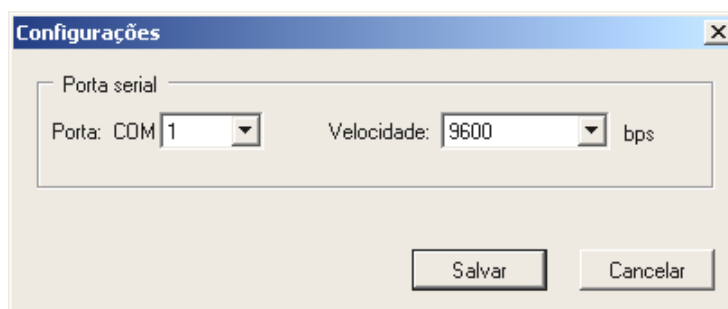 Configurações
Porta serial
Porta: COM 1 Velocidade: 9600 bps
Salvar Cancelar